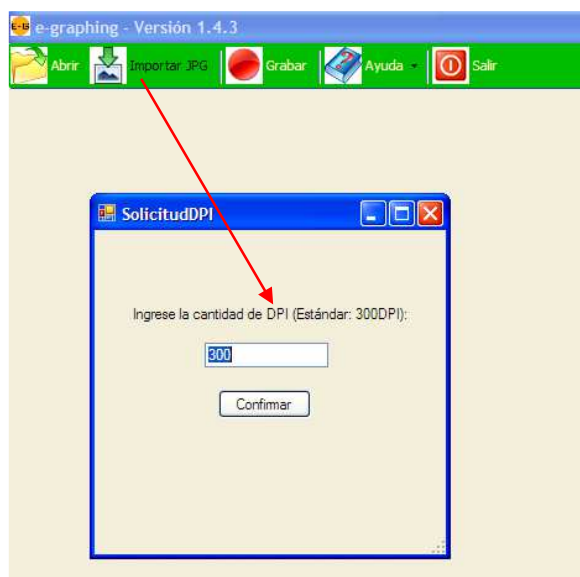 E-G e-graphing - Versión 1.4.3
Abrir Importar JPG Grabar Ayuda Salir
SolicitudDPI
Ingrese la cantidad de DPI (Estándar: 300DPI):
300
Confirmar